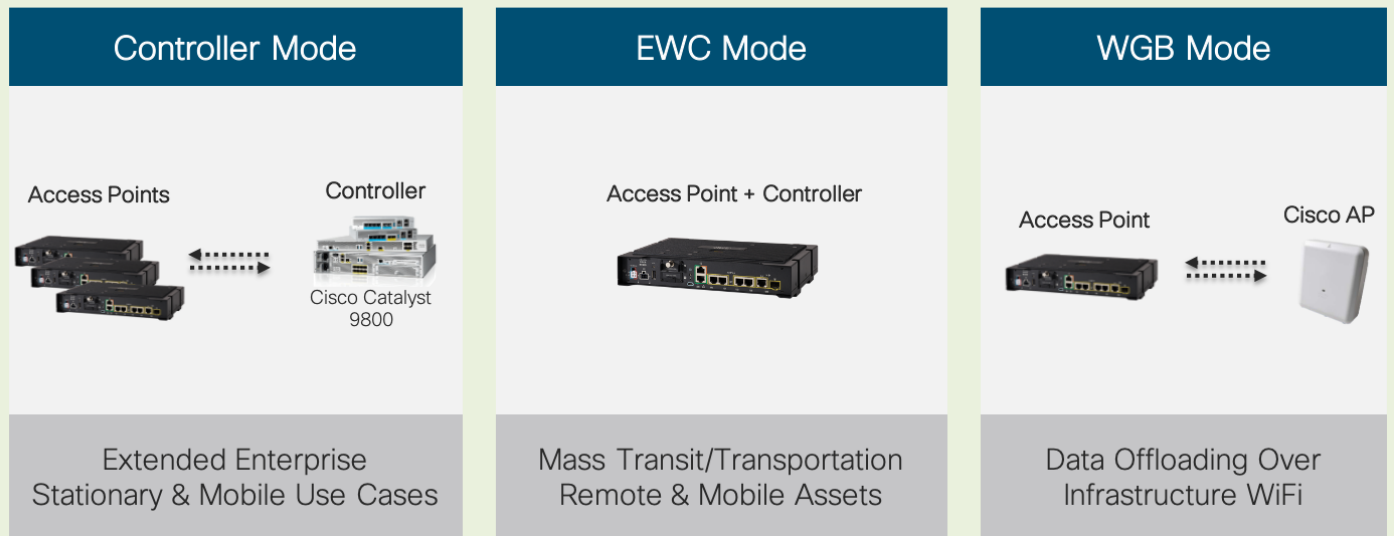 Controller Mode
Access Points
Controller
Cisco Catalyst
9800
Extended Enterprise
Stationary & Mobile Use Cases
EWC Mode
Access Point + Controller
Mass Transit/Transportation
Remote & Mobile Assets
WGB Mode
Access Point
Cisco AP
Data Offloading Over
Infrastructure WiFi